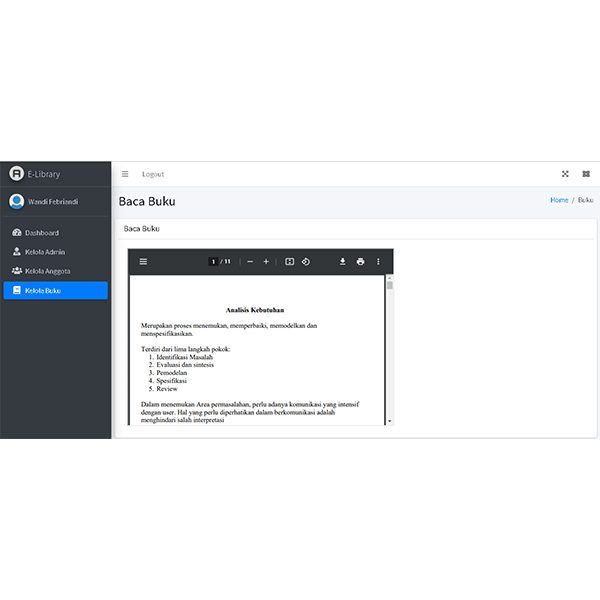 E-Library
Logout
Wandi Febriandi
Baca Buku
Home / Buku
Dashboard
Kelola Admin
Kelola Anggota
Kelola Buku
Baca Buku
1 / 11
Analisis Kebutuhan
Merupakan proses menemukan, memperbaiki, memodelkan dan
menspesifikasikan.
Terdiri dari lima langkah pokok:
1. Identifikasi Masalah
2. Evaluasi dan sintesis
3. Pemodelan
4. Spesifikasi
5. Review
Dalam menemukan Area permasalahan, perlu adanya komunikasi yang intensif
dengan user. Hal yang perlu diperhatikan dalam berkomunikasi adalah
menghindari salah interpretasi